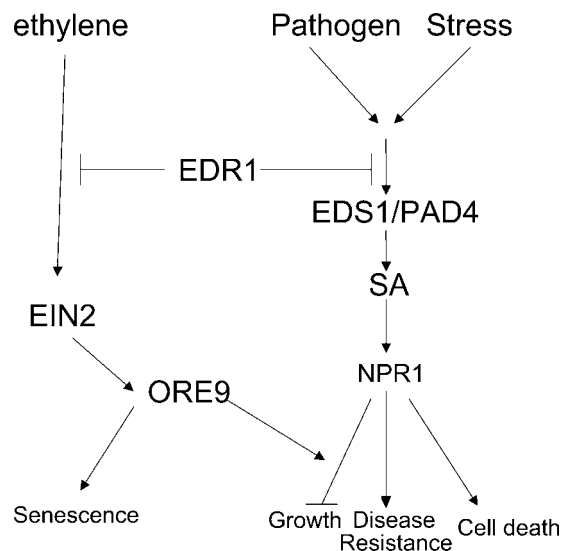 ethylene
Pathogen Stress
EDR1
EDS1/PAD4
SA
EIN2
NPR1
ORE9
Senescence
Growth
Disease
Resistance
Cell death